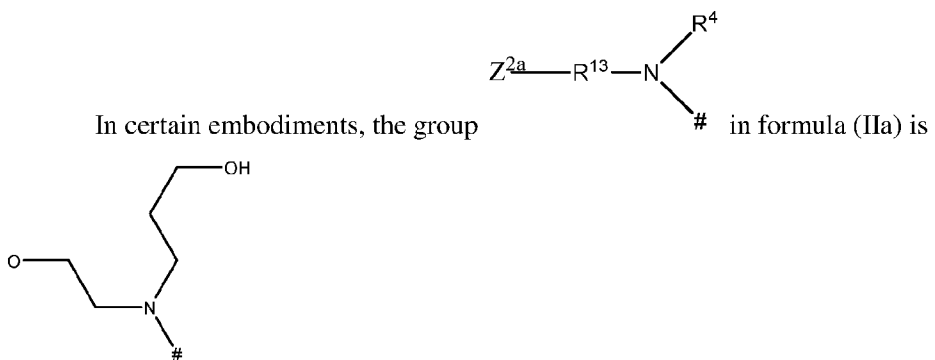 R⁴
Z²ᵃ R¹³ N
In certain embodiments, the group # in formula (IIa) is
OH
O
N
#